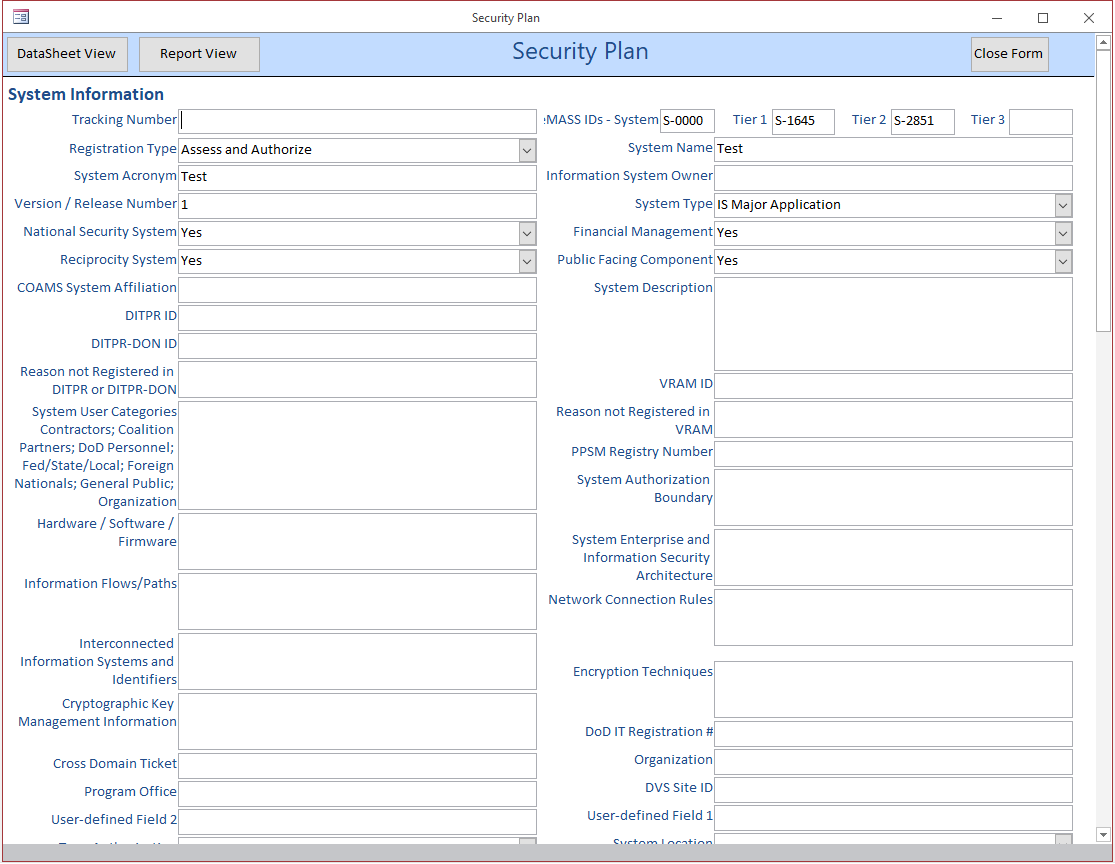 Security Plan
DataSheet View
Report View
Security Plan
Close Form
System Information
Tracking Number
MASS IDs - System S-0000 Tier 1 S-1645 Tier 2 S-2851 Tier 3
Registration Type Assess and Authorize
System Name Test
System Acronym Test
Information System Owner
Version / Release Number 1
System Type IS Major Application
National Security System Yes
Financial Management Yes
Reciprocity System Yes
Public Facing Component Yes
COAMS System Affiliation
System Description
DITPR ID
DITPR-DON ID
Reason not Registered in
DITPR or DITPR-DON
VRAM ID
System User Categories
Contractors; Coalition
Partners; DoD Personnel;
Fed/State/Local; Foreign
Nationals; General Public;
Organization
Reason not Registered in
VRAM
PPSM Registry Number
System Authorization
Boundary
Hardware / Software /
Firmware
System Enterprise and
Information Security
Architecture
Information Flows/Paths
Network Connection Rules
Interconnected
Information Systems and
Identifiers
Encryption Techniques
Cryptographic Key
Management Information
DoD IT Registration #
Cross Domain Ticket
Organization
Program Office
DVS Site ID
User-defined Field 2
User-defined Field 1
System Location